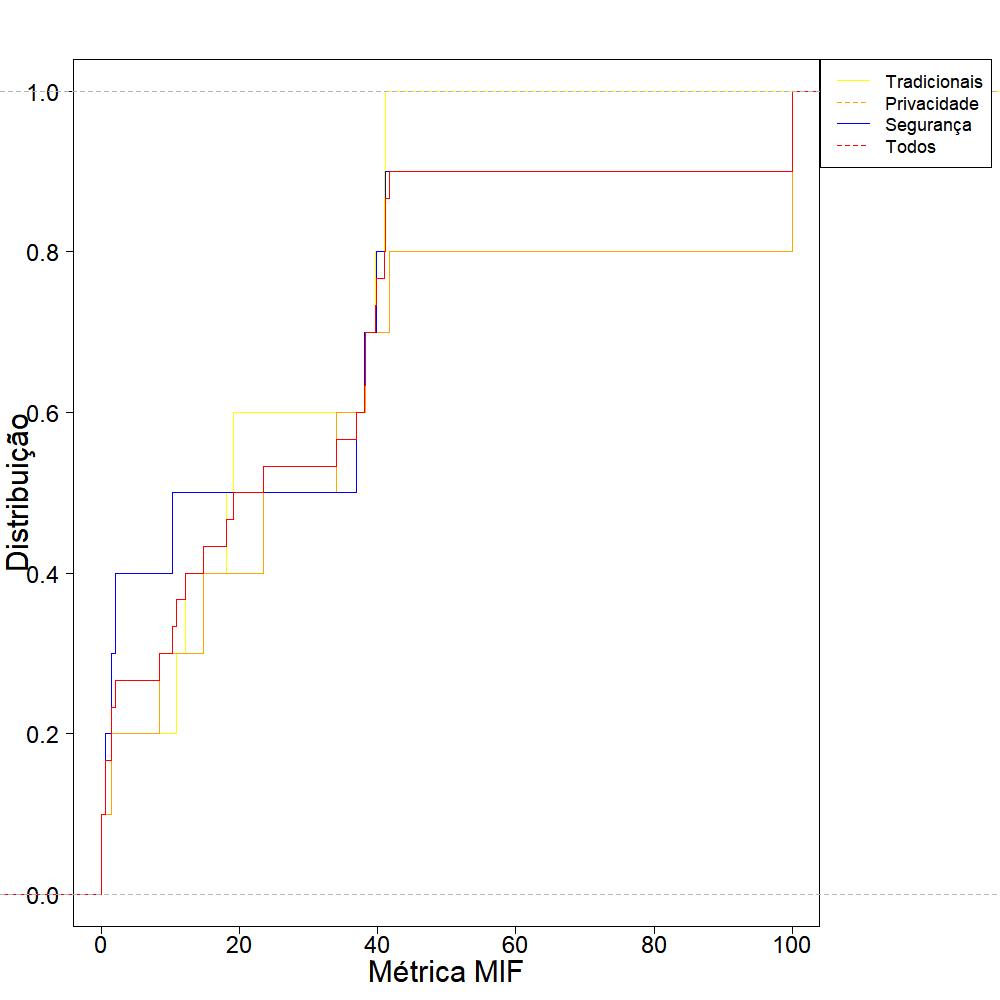 Tradicionais
Privacidade
Segurança
Todos
Distribuição
1.0
0.8
0.6
0.4
0.2
0.0
0 20 40 60 80 100
Métrica MIF